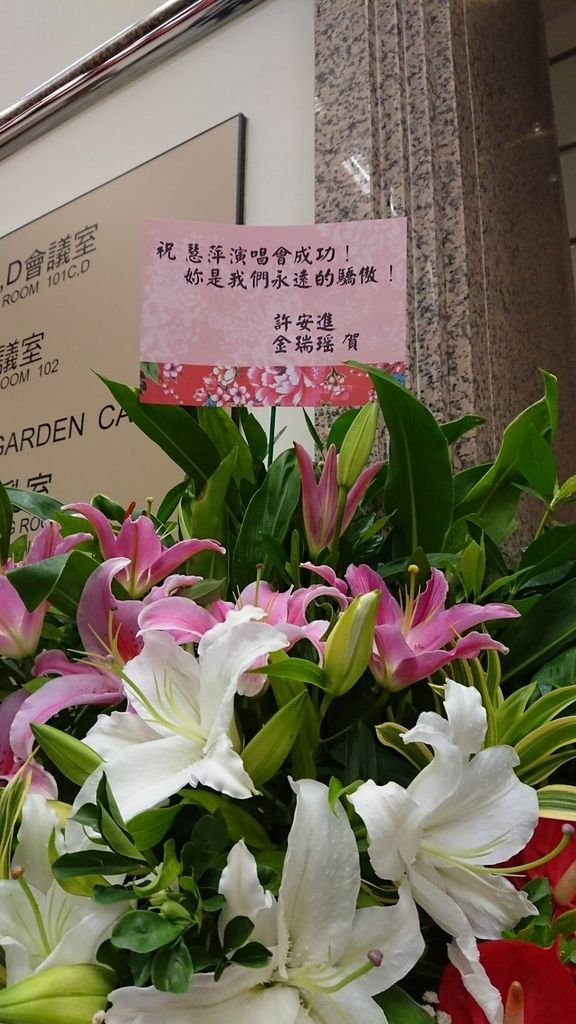 ,D會議室
ROOM 101C,D
議室
OOM 102
GARDEN CA
祝 慧萍演唱會成功！
妳是我們永遠的驕傲！
許安進
金瑞瑤 賀